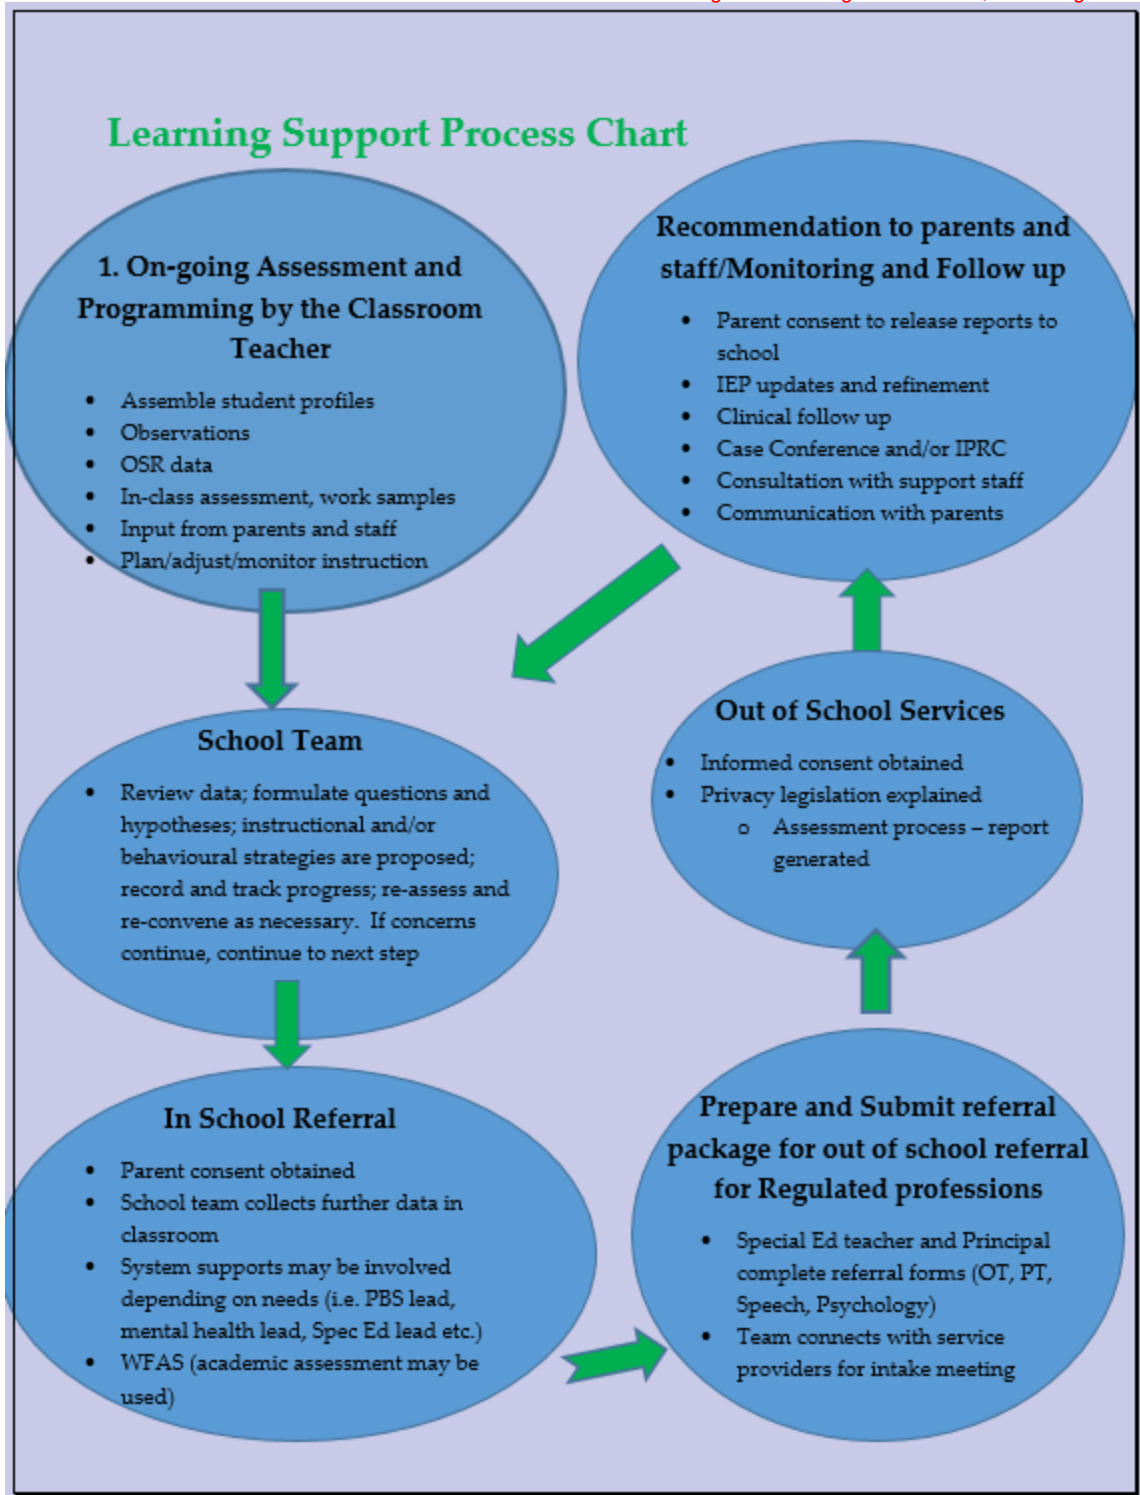 Learning Support Process Chart
1. On-going Assessment and
Programming by the Classroom
Teacher
• Assemble student profiles
• Observations
• OSR data
• In-class assessment, work samples
• Input from parents and staff
• Plan/adjust/monitor instruction
School Team
• Review data; formulate questions and
hypotheses; instructional and/or
behavioural strategies are proposed;
record and track progress; re-assess and
re-convene as necessary. If concerns
continue, continue to next step
In School Referral
• Parent consent obtained
• School team collects further data in
classroom
• System supports may be involved
depending on needs (i.e. PBS lead,
mental health lead, Spec Ed lead etc.)
• WFAS (academic assessment may be
used)
Prepare and Submit referral
package for out of school referral
for Regulated professions
• Special Ed teacher and Principal
complete referral forms (OT, PT,
Speech, Psychology)
• Team connects with service
providers for intake meeting
Out of School Services
• Informed consent obtained
• Privacy legislation explained
o Assessment process – report
generated
Recommendation to parents and
staff/Monitoring and Follow up
• Parent consent to release reports to
school
• IEP updates and refinement
• Clinical follow up
• Case Conference and/or IPRC
• Consultation with support staff
• Communication with parents